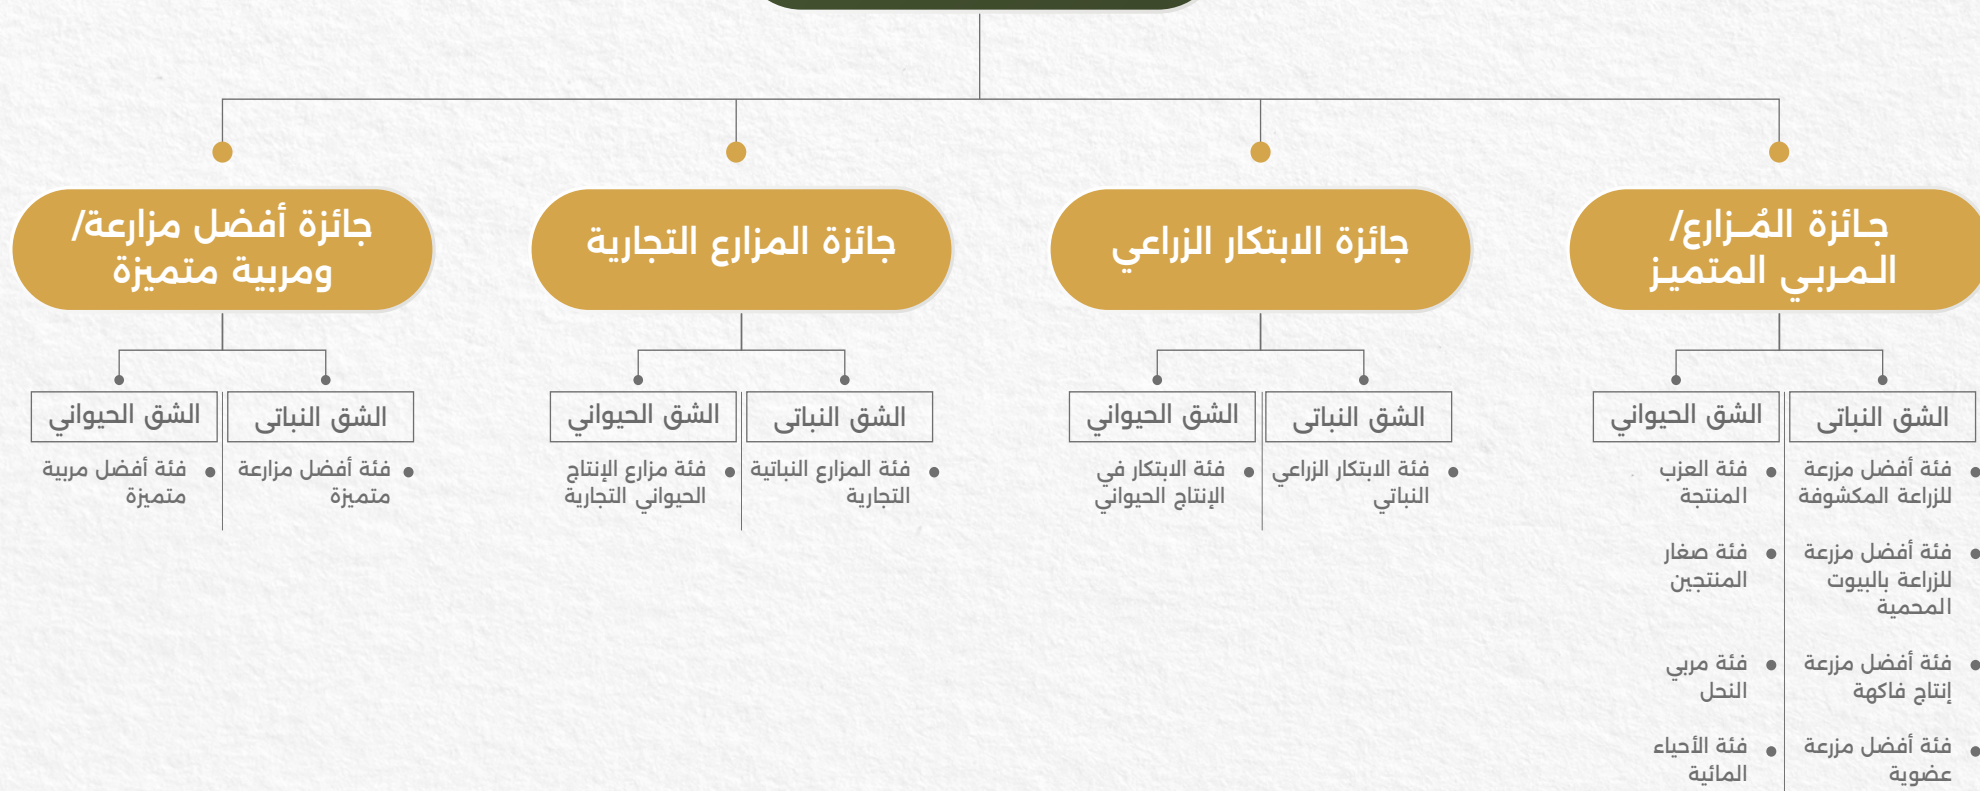 جـائزة المُــزارع/
الـمـربـي المتميـز
الشق النباتى
فئة أفضل مزرعة
للزراعة المكشوفة
فئة أفضل مزرعة
للزراعة بالبيوت
المحمية
فئة أفضل مزرعة
إنتاج فاكهة
فئة أفضل مزرعة
عضوية
الشق الحيواني
فئة العزب
المنتجة
فئة صغار
المنتجين
فئة مربي
النحل
فئة الأحياء
المائية
جائزة الابتكار الزراعي
الشق النباتى
فئة الابتكار الزراعي
النباتي
الشق الحيواني
فئة الابتكار في
الإنتاج الحيواني
جائزة المزارع التجارية
الشق النباتى
فئة المزارع النباتية
التجارية
الشق الحيواني
فئة مزارع الإنتاج
الحيواني التجارية
جائزة أفضل مزارعة/
ومربية متميزة
الشق النباتى
فئة أفضل مزارعة
متميزة
الشق الحيواني
فئة أفضل مربية
متميزة